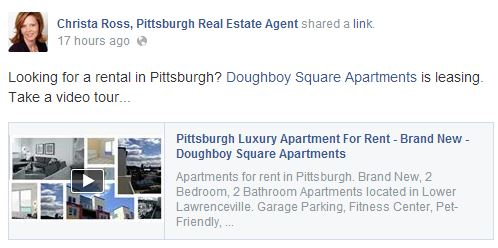 Christa Ross, Pittsburgh Real Estate Agent shared a link.
17 hours ago
Looking for a rental in Pittsburgh? Doughboy Square Apartments is leasing.
Take a video tour...
Pittsburgh Luxury Apartment For Rent - Brand New -
Doughboy Square Apartments
Apartments for rent in Pittsburgh. Brand New, 2
Bedroom, 2 Bathroom Apartments located in Lower
Lawrenceville. Garage Parking, Fitness Center, Pet-
Friendly, ...